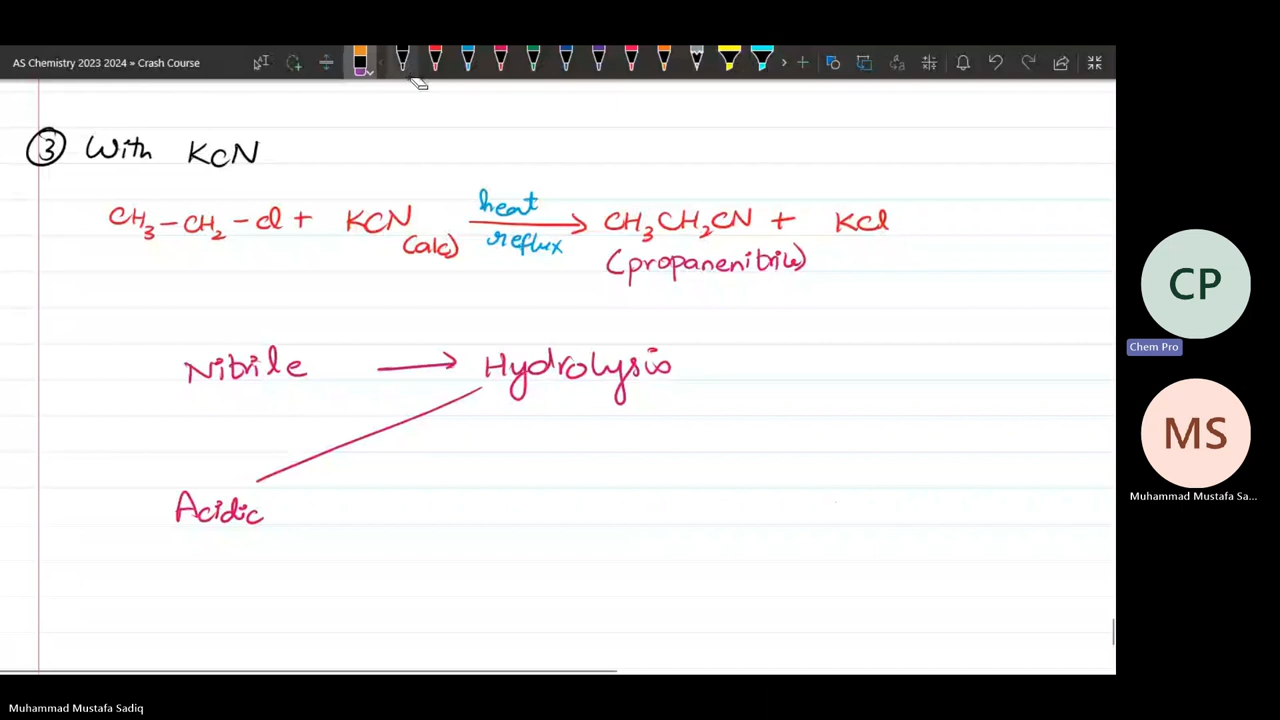 AS Chemistry 2023 2024 » Crash Course
③ With KCN
CH₃–CH₂–Cl + KCN (alc) heat reflux → CH₃CH₂CN + KCl
(propanenitrile)
Nitrile → Hydrolysis
Acidic
CP
Chem Pro
MS
Muhammad Mustafa Sa...
Muhammad Mustafa Sadiq